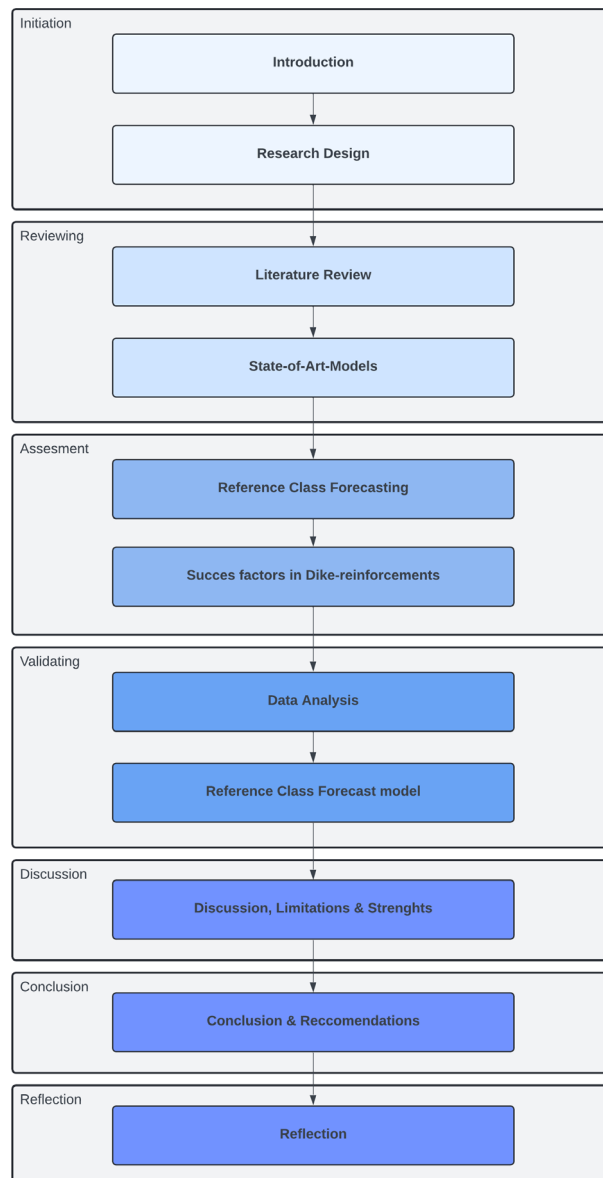 Initiation
Introduction
Research Design
Reviewing
Literature Review
State-of-Art-Models
Assesment
Reference Class Forecasting
Succes factors in Dike-reinforcements
Validating
Data Analysis
Reference Class Forecast model
Discussion
Discussion, Limitations & Strenghts
Conclusion
Conclusion & Reccomendations
Reflection
Reflection